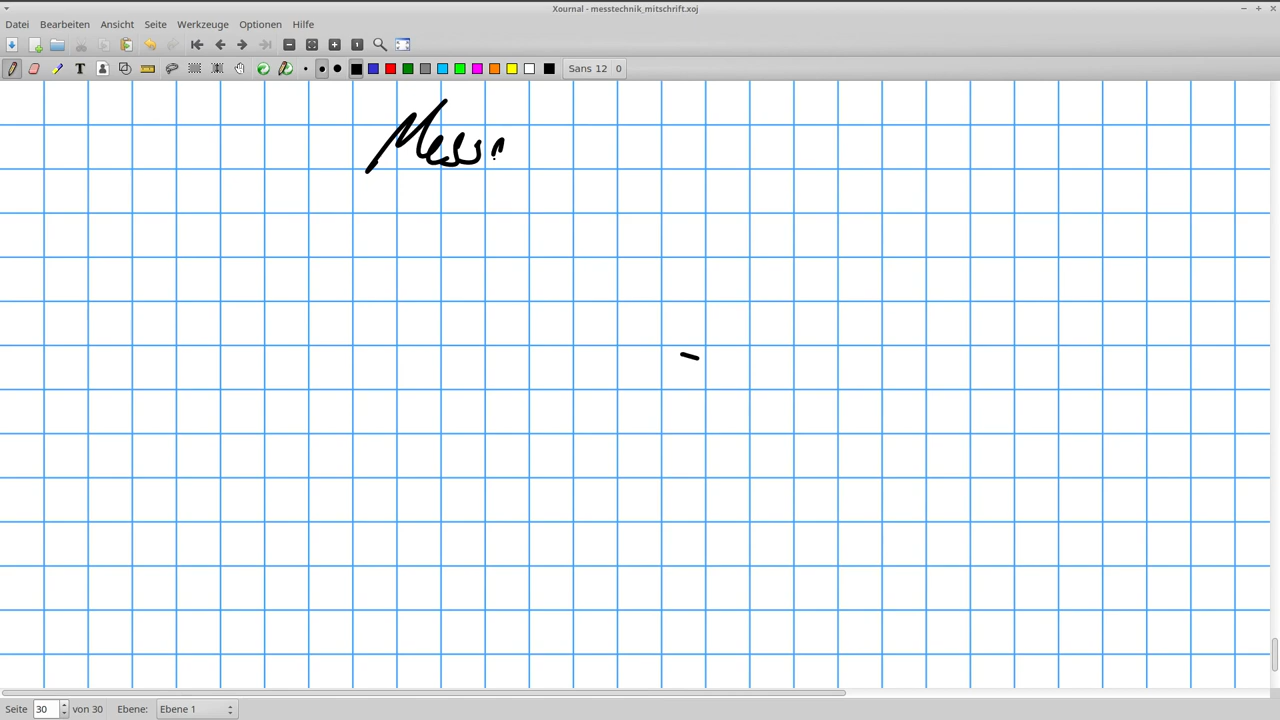 Xournal - messtechnik_mitschrift.xoj
Datei Bearbeiten Ansicht Seite Werkzeuge Optionen Hilfe
Sans 12 0
Mess
Seite 30 von 30 Ebene: Ebene 1